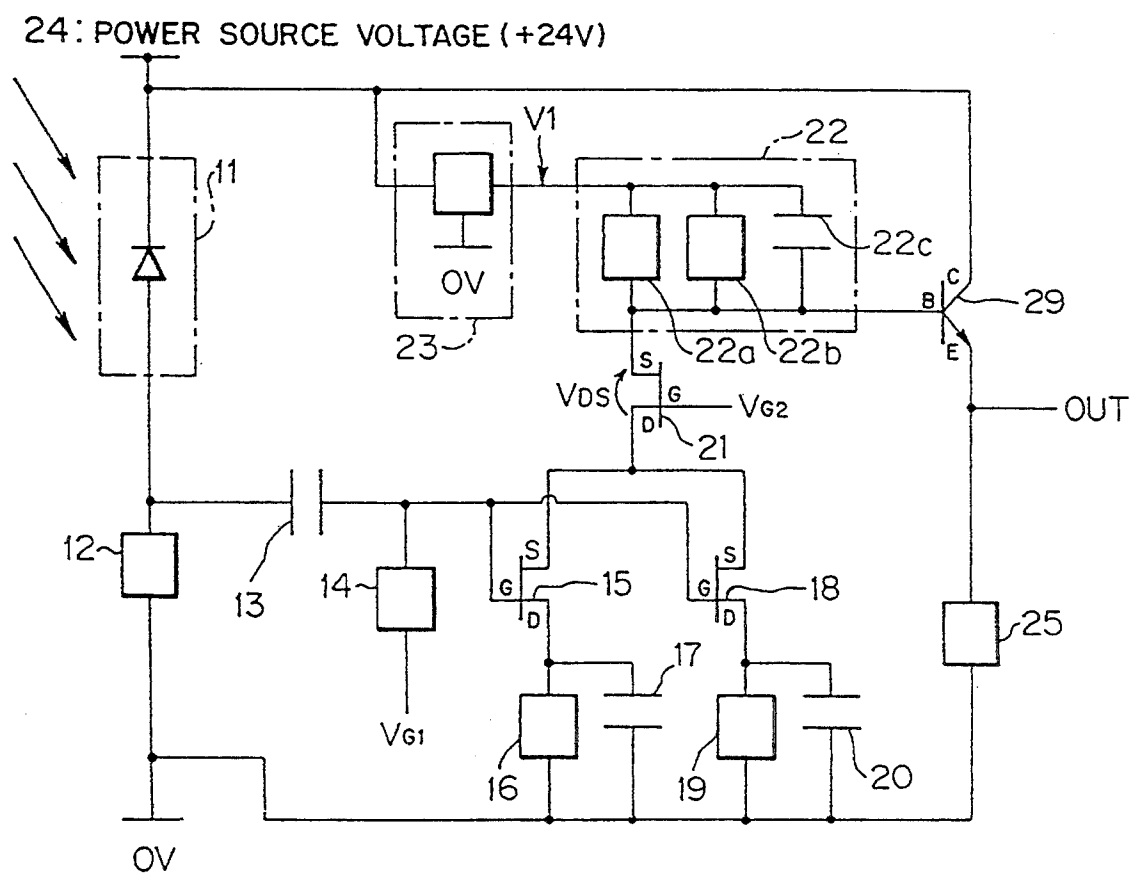 24: POWER SOURCE VOLTAGE (+24V)
V1
22
11
22c
C
B
29
0V
E
23
22a
22b
S
VDS
G
VG2
OUT
D
21
12
S
S
13
14
G
15
G
18
D
D
25
17
VG1
16
19
20
0V